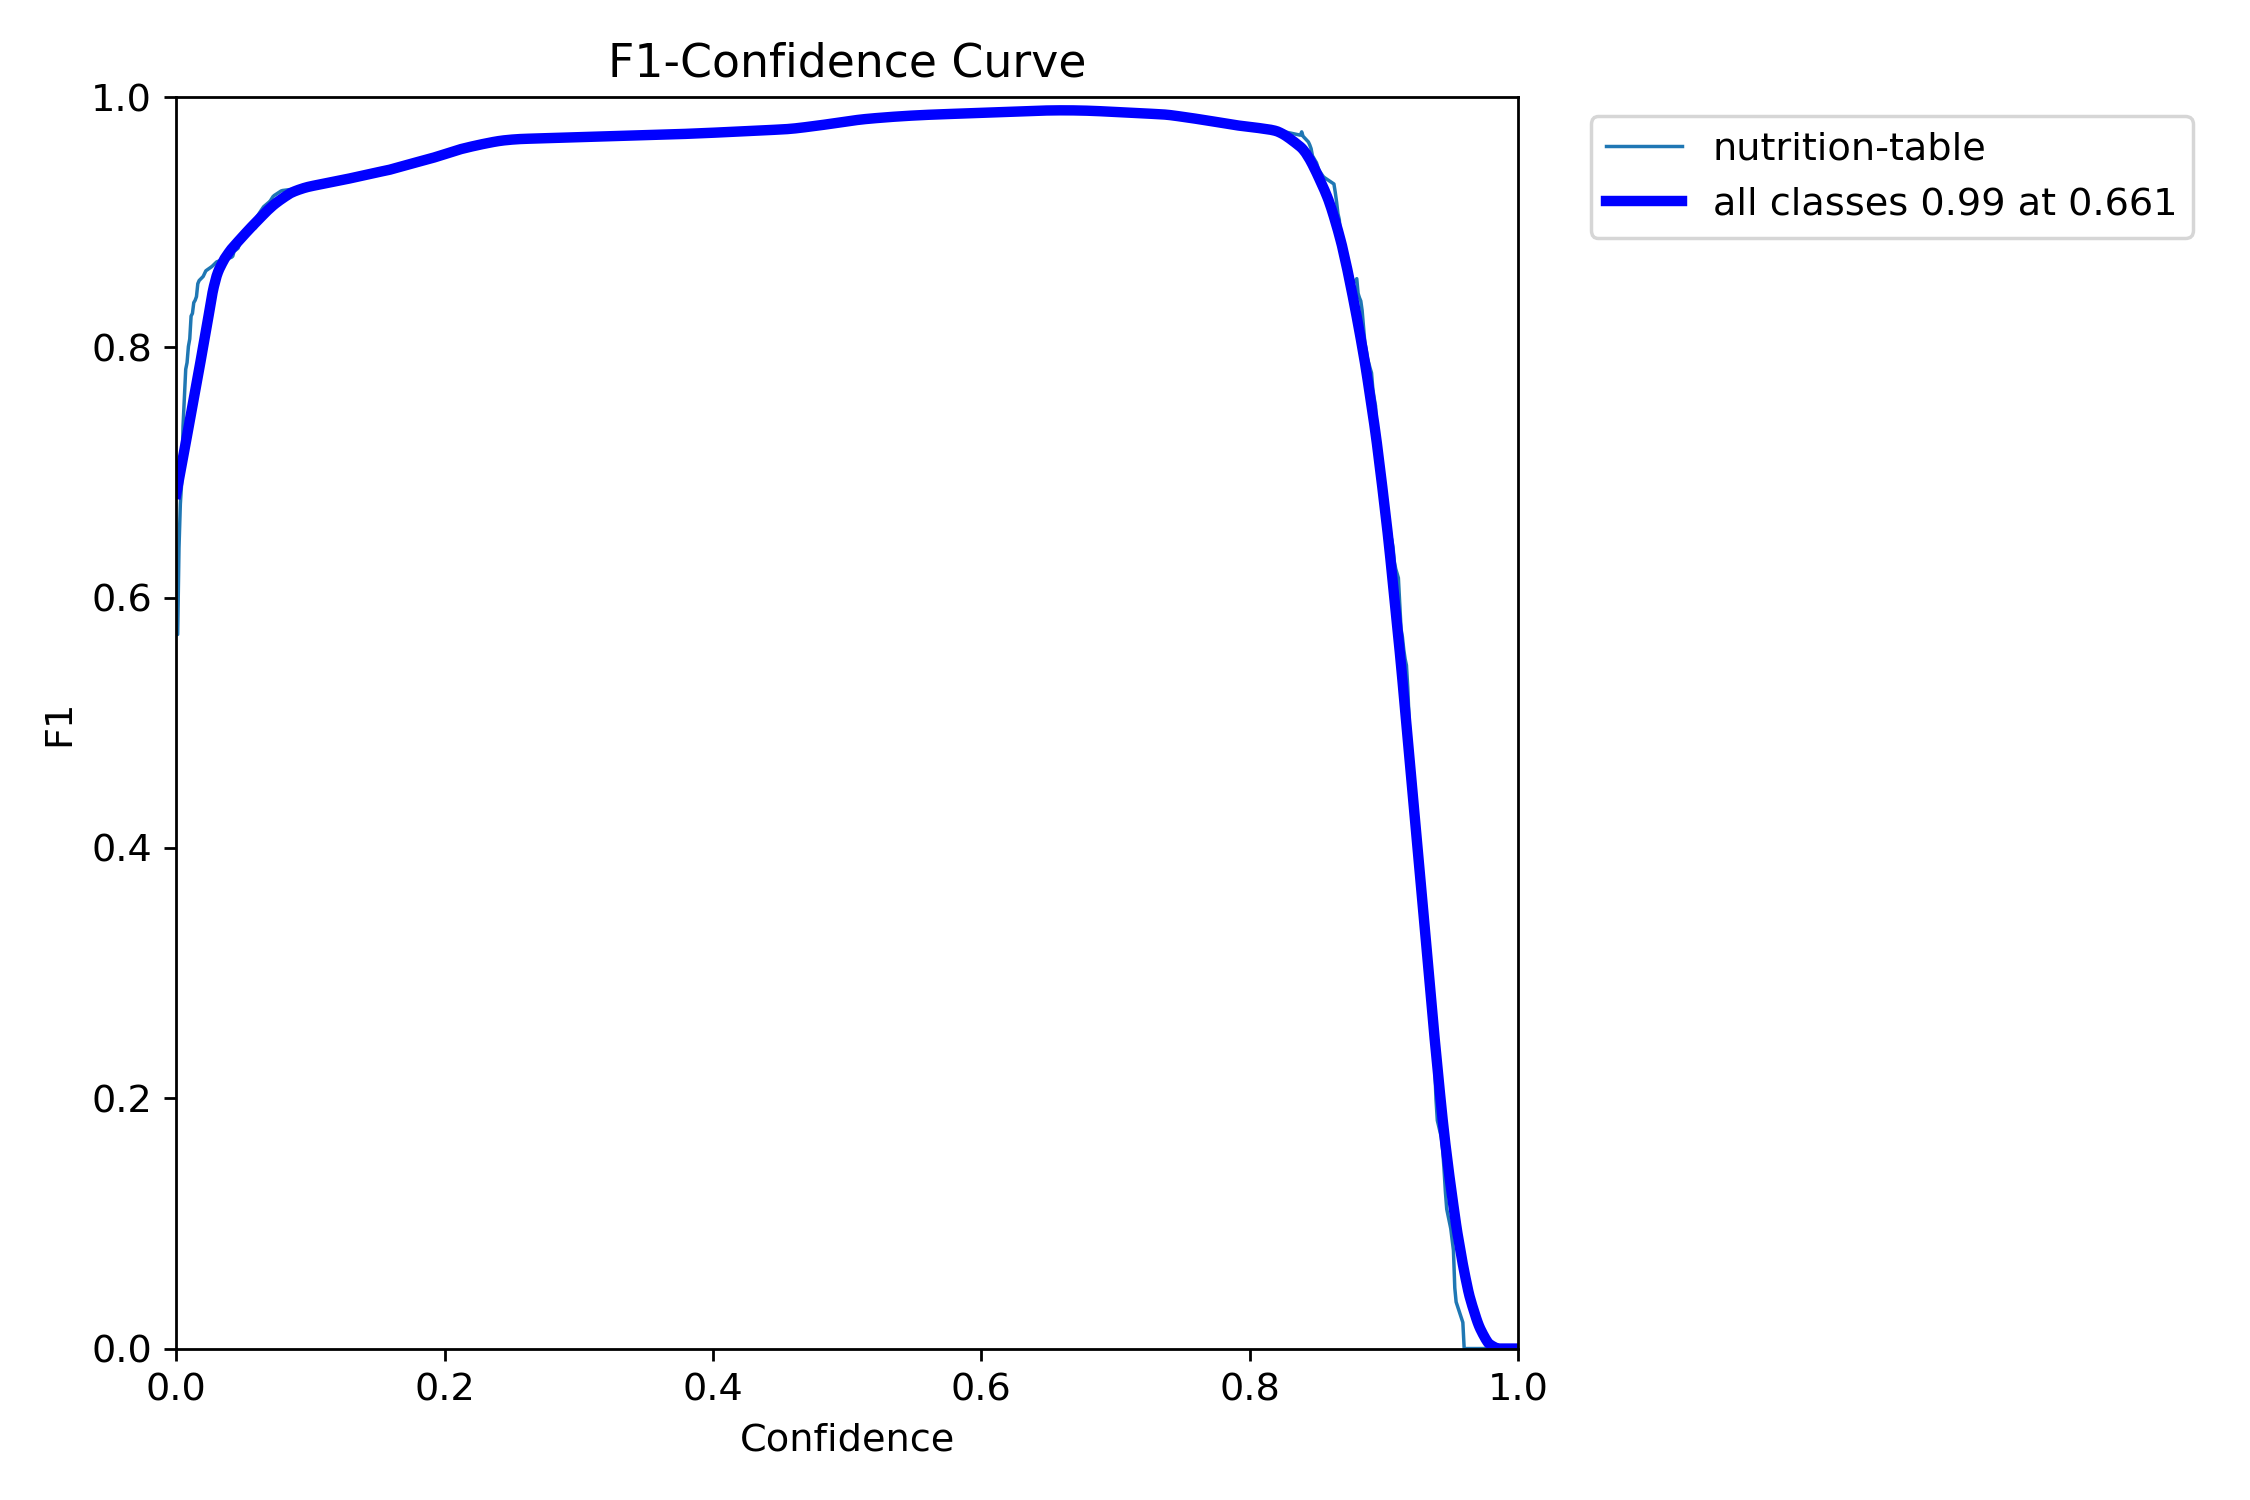 F1-Confidence Curve
nutrition-table
all classes 0.99 at 0.661
1.0
0.8
0.6
0.4
0.2
0.0
F1
0.0 0.2 0.4 0.6 0.8 1.0
Confidence